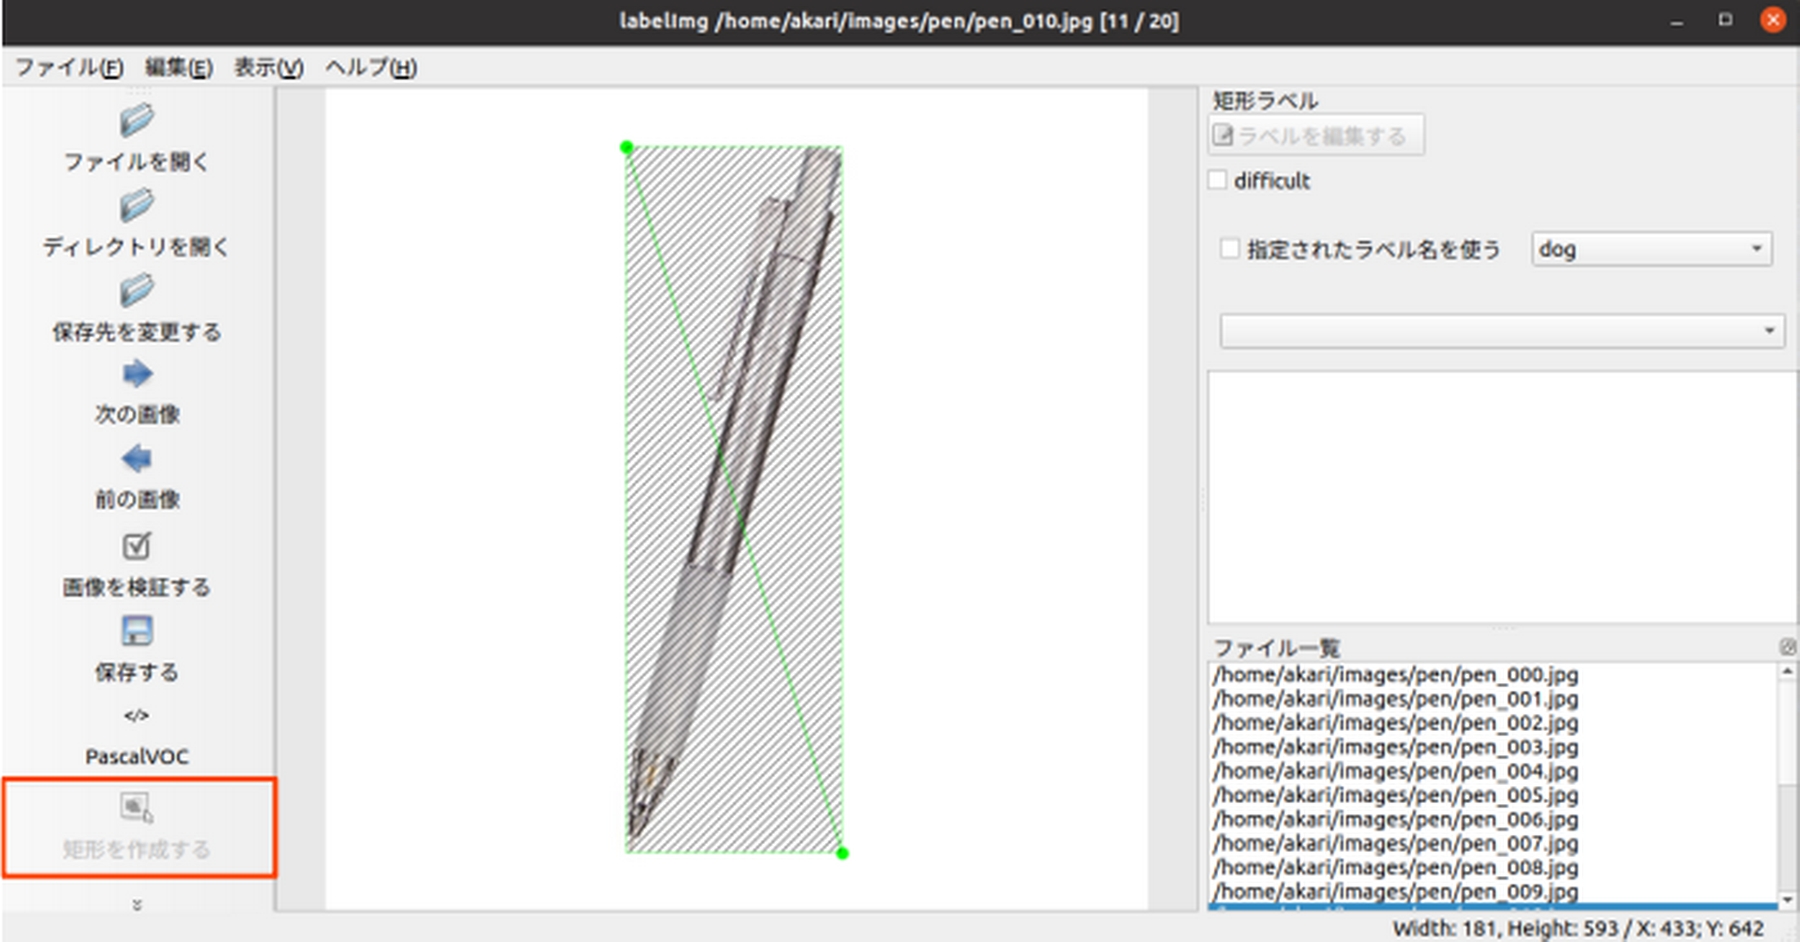 labelImg /home/akari/images/pen/pen_010.jpg [11 / 20]
ファイル(F) 編集(E) 表示(V) ヘルプ(H)
ファイルを開く
ディレクトリを開く
保存先を変更する
次の画像
前の画像
画像を検証する
保存する
</>
PascalVOC
矩形を作成する
矩形ラベル
ラベルを編集する
difficult
指定されたラベル名を使う dog
ファイル一覧
/home/akari/images/pen/pen_000.jpg
/home/akari/images/pen/pen_001.jpg
/home/akari/images/pen/pen_002.jpg
/home/akari/images/pen/pen_003.jpg
/home/akari/images/pen/pen_004.jpg
/home/akari/images/pen/pen_005.jpg
/home/akari/images/pen/pen_006.jpg
/home/akari/images/pen/pen_007.jpg
/home/akari/images/pen/pen_008.jpg
/home/akari/images/pen/pen_009.jpg
Width: 181, Height: 593 / X: 433; Y: 642